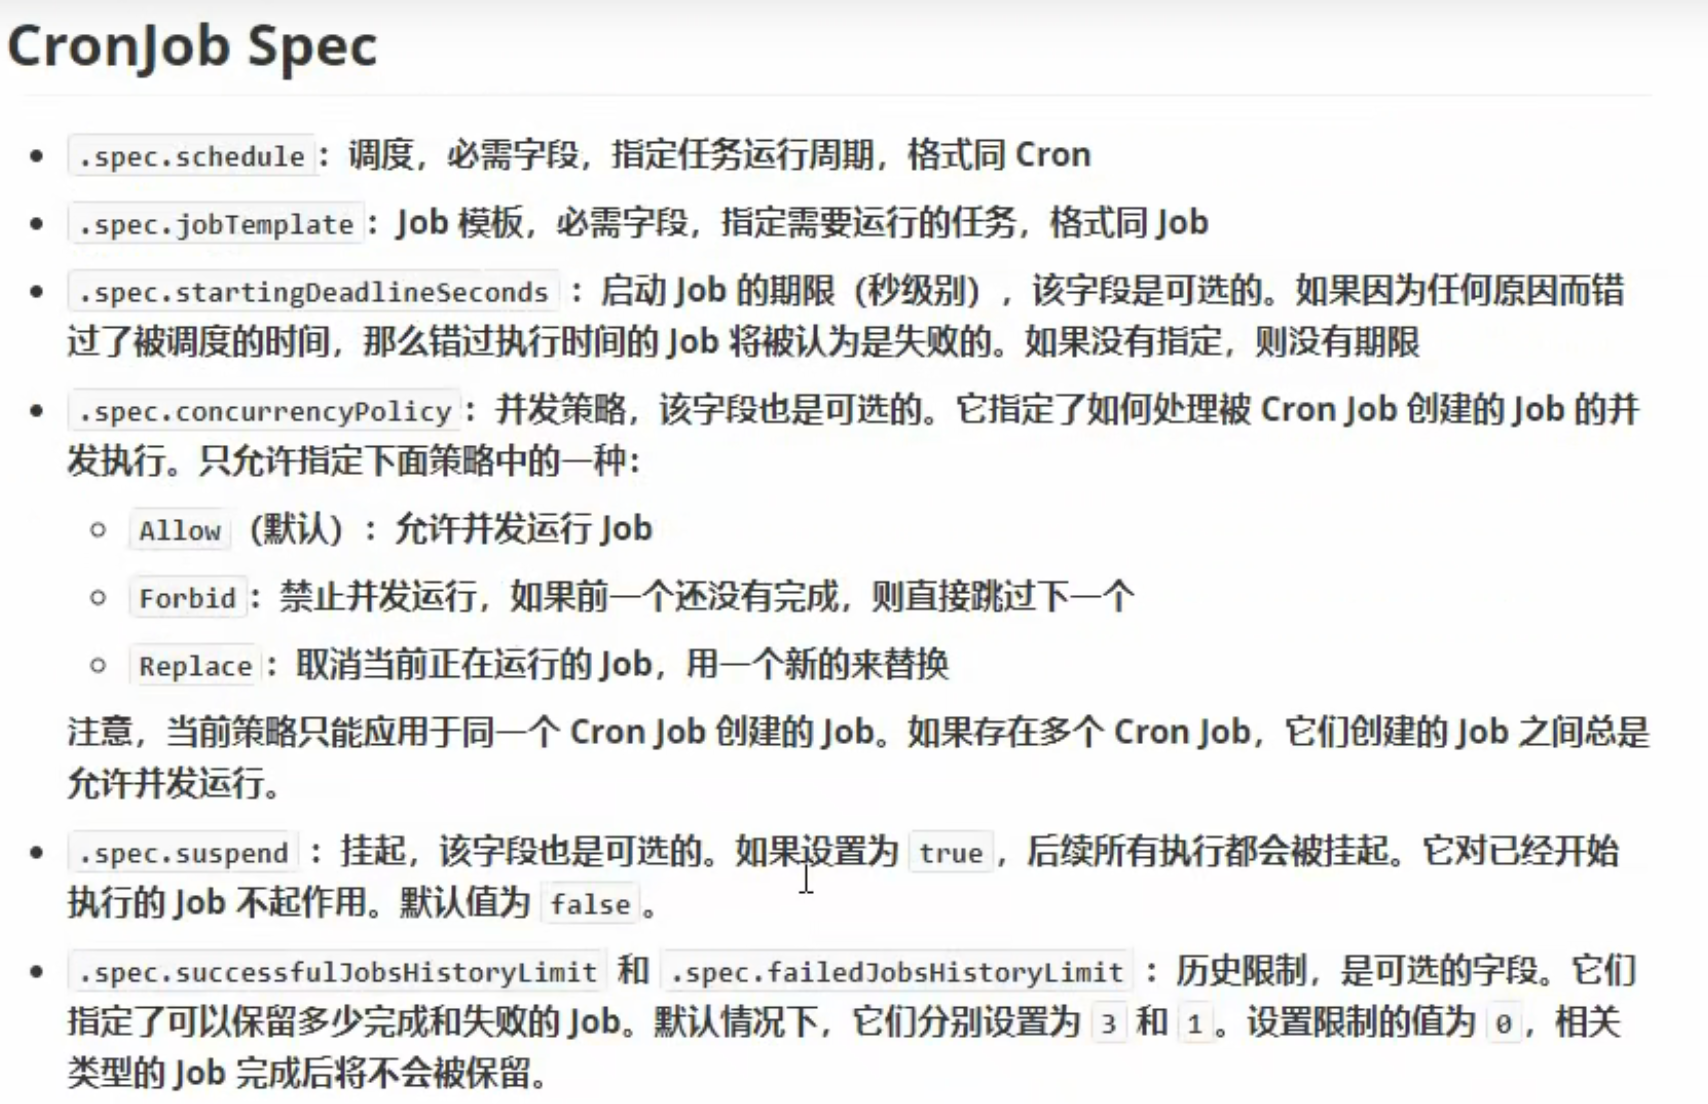 CronJob Spec
.spec.schedule：调度，必需字段，指定任务运行周期，格式同 Cron
.spec.jobTemplate：Job 模板，必需字段，指定需要运行的任务，格式同 Job
.spec.startingDeadlineSeconds：启动 Job 的期限（秒级别），该字段是可选的。如果因为任何原因而错
过了被调度的时间，那么错过执行时间的 Job 将被认为是失败的。如果没有指定，则没有期限
.spec.concurrencyPolicy：并发策略，该字段也是可选的。它指定了如何处理被 Cron Job 创建的 Job 的并
发执行。只允许指定下面策略中的一种：
Allow（默认）：允许并发运行 Job
Forbid：禁止并发运行，如果前一个还没有完成，则直接跳过下一个
Replace：取消当前正在运行的 Job，用一个新的来替换
注意，当前策略只能应用于同一个 Cron Job 创建的 Job。如果存在多个 Cron Job，它们创建的 Job 之间总是
允许并发运行。
.spec.suspend：挂起，该字段也是可选的。如果设置为 true，后续所有执行都会被挂起。它对已经开始
执行的 Job 不起作用。默认值为 false。
.spec.successfulJobsHistoryLimit 和 .spec.failedJobsHistoryLimit：历史限制，是可选的字段。它们
指定了可以保留多少完成和失败的 Job。默认情况下，它们分别设置为 3 和 1。设置限制的值为 0，相关
类型的 Job 完成后将不会被保留。